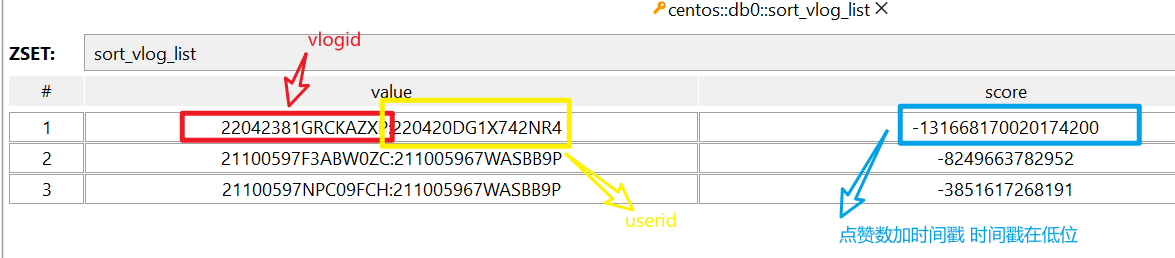 centos::db0::sort_vlog_list
ZSET: sort_vlog_list
vlogid
# value score
1 22042381GRCKAZXP:220420DG1X742NR4 -131668170020174200
2 21100597F3ABW0ZC:211005967WASBB9P -8249663782952
3 21100597NPC09FCH:211005967WASBB9P -3851617268191
userid
点赞数加时间戳 时间戳在低位